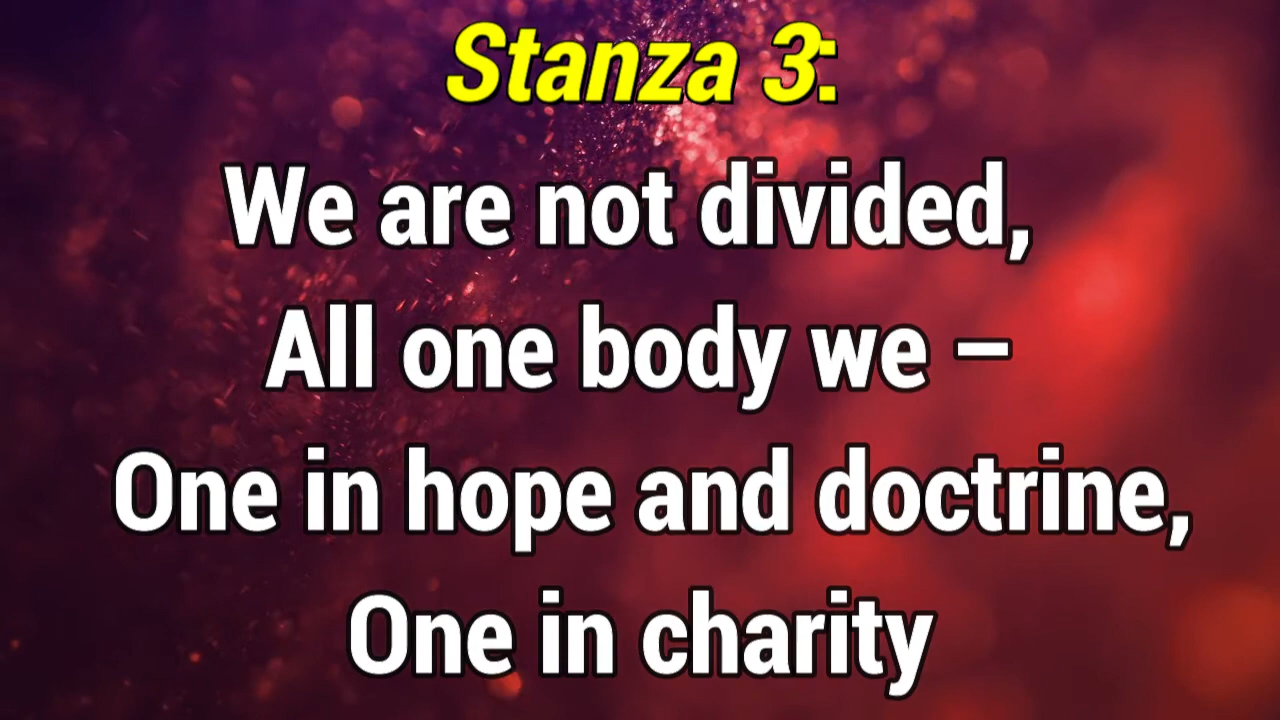 Stanza 3:
We are not divided,
All one body we –
One in hope and doctrine,
One in charity